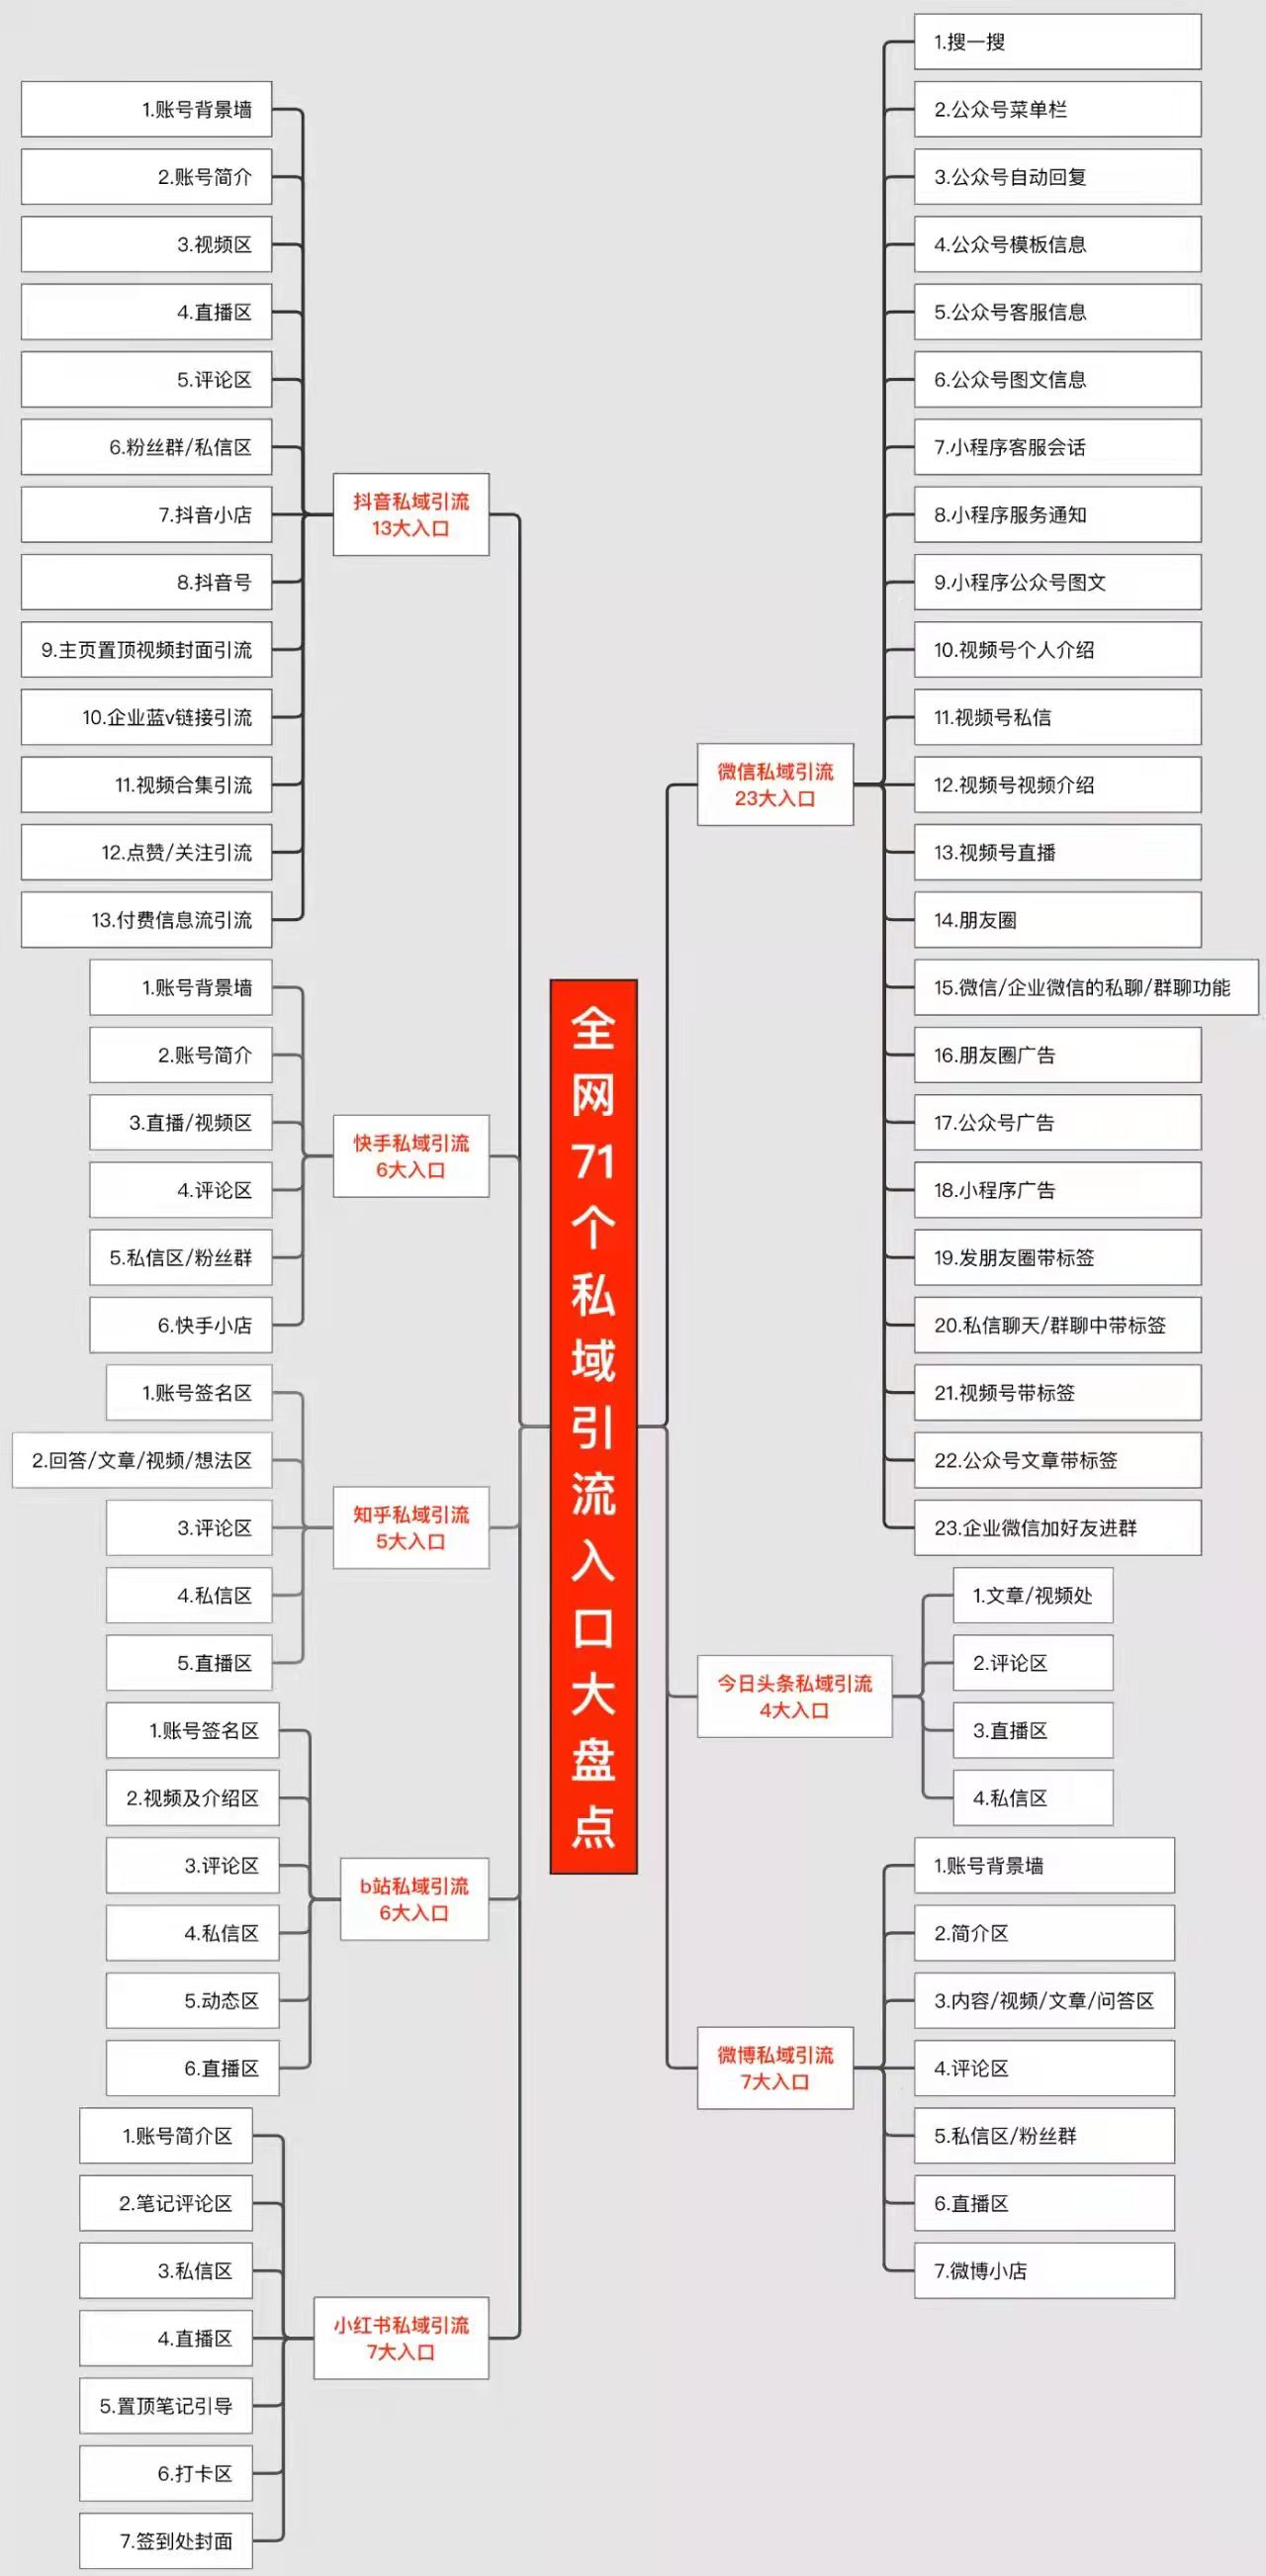 全网71个私域引流入口大盘点
抖音私域引流
13大入口
1.账号背景墙
2.账号简介
3.视频区
4.直播区
5.评论区
6.粉丝群/私信区
7.抖音小店
8.抖音号
9.主页置顶视频封面引流
10.企业蓝v链接引流
11.视频合集引流
12.点赞/关注引流
13.付费信息流引流
快手私域引流
6大入口
1.账号背景墙
2.账号简介
3.直播/视频区
4.评论区
5.私信区/粉丝群
6.快手小店
知乎私域引流
5大入口
1.账号签名区
2.回答/文章/视频/想法区
3.评论区
4.私信区
5.直播区
b站私域引流
6大入口
1.账号签名区
2.视频及介绍区
3.评论区
4.私信区
5.动态区
6.直播区
小红书私域引流
7大入口
1.账号简介区
2.笔记评论区
3.私信区
4.直播区
5.置顶笔记引导
6.打卡区
7.签到处封面
微信私域引流
23大入口
1.搜一搜
2.公众号菜单栏
3.公众号自动回复
4.公众号模板信息
5.公众号客服信息
6.公众号图文信息
7.小程序客服会话
8.小程序服务通知
9.小程序公众号图文
10.视频号个人介绍
11.视频号私信
12.视频号视频介绍
13.视频号直播
14.朋友圈
15.微信/企业微信的私聊/群聊功能
16.朋友圈广告
17.公众号广告
18.小程序广告
19.发朋友圈带标签
20.私信聊天/群聊中带标签
21.视频号带标签
22.公众号文章带标签
23.企业微信加好友进群
今日头条私域引流
4大入口
1.文章/视频处
2.评论区
3.直播区
4.私信区
微博私域引流
7大入口
1.账号背景墙
2.简介区
3.内容/视频/文章/问答区
4.评论区
5.私信区/粉丝群
6.直播区
7.微博小店